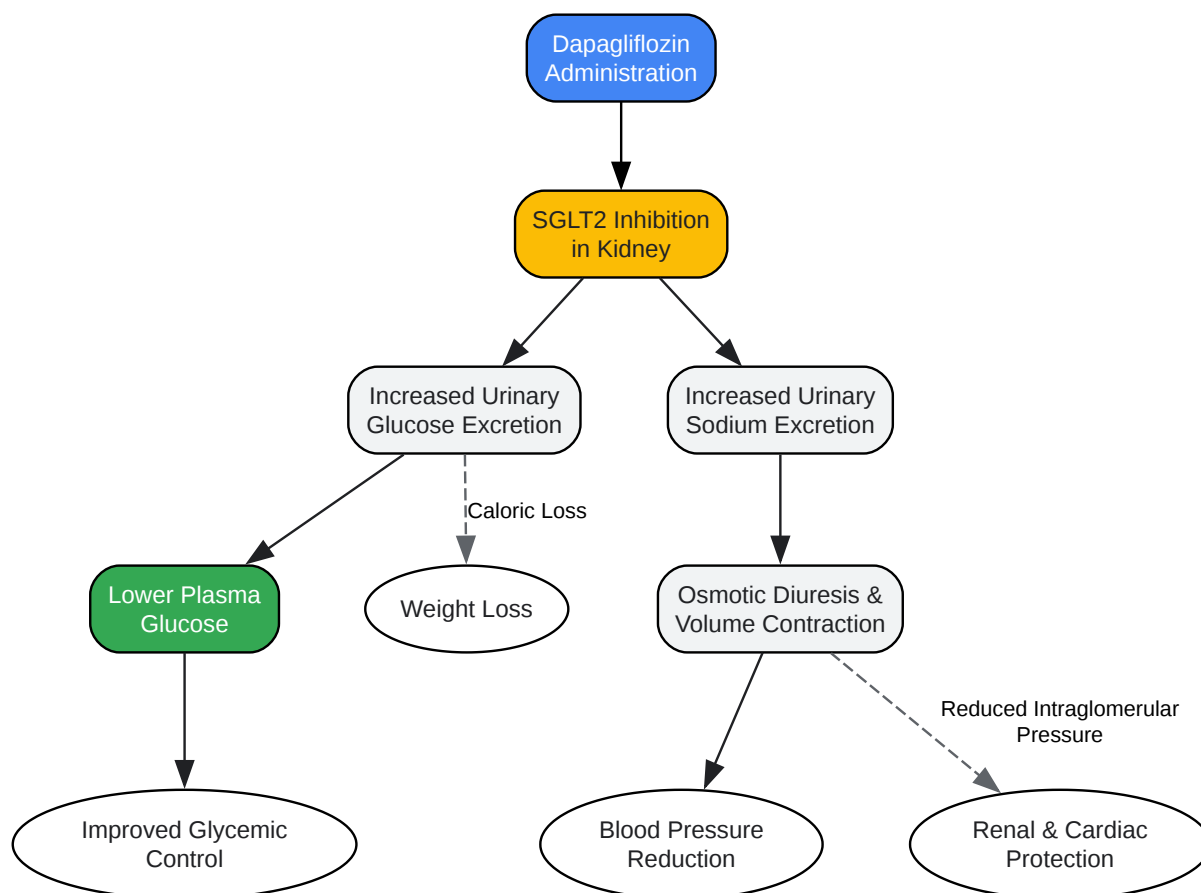 Dapagliflozin
Administration
SGLT2 Inhibition
in Kidney
Increased Urinary
Glucose Excretion
Increased Urinary
Sodium Excretion
Caloric Loss
Lower Plasma
Glucose
Weight Loss
Osmotic Diuresis &
Volume Contraction
Reduced Intraglomerular
Pressure
Improved Glycemic
Control
Blood Pressure
Reduction
Renal & Cardiac
Protection